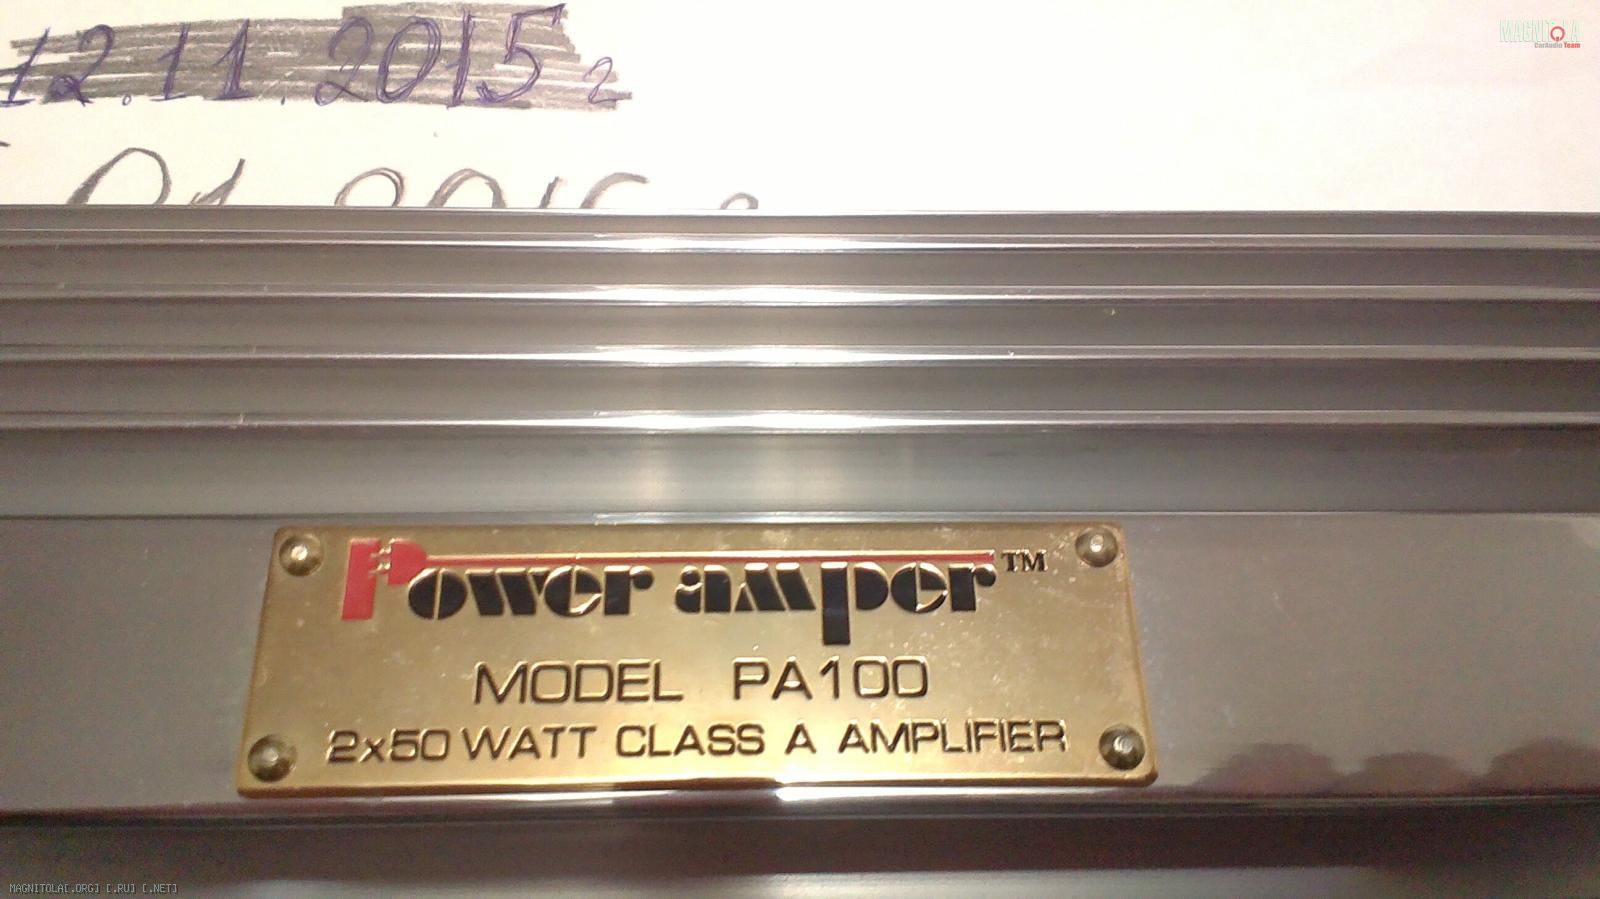 12.11.2015 г
MAGNITOLA
CarAudio Team
Power amper™
MODEL PA100
2x50 WATT CLASS A AMPLIFIER
MAGNITOLA[.ORG] [.RU] [.NET]